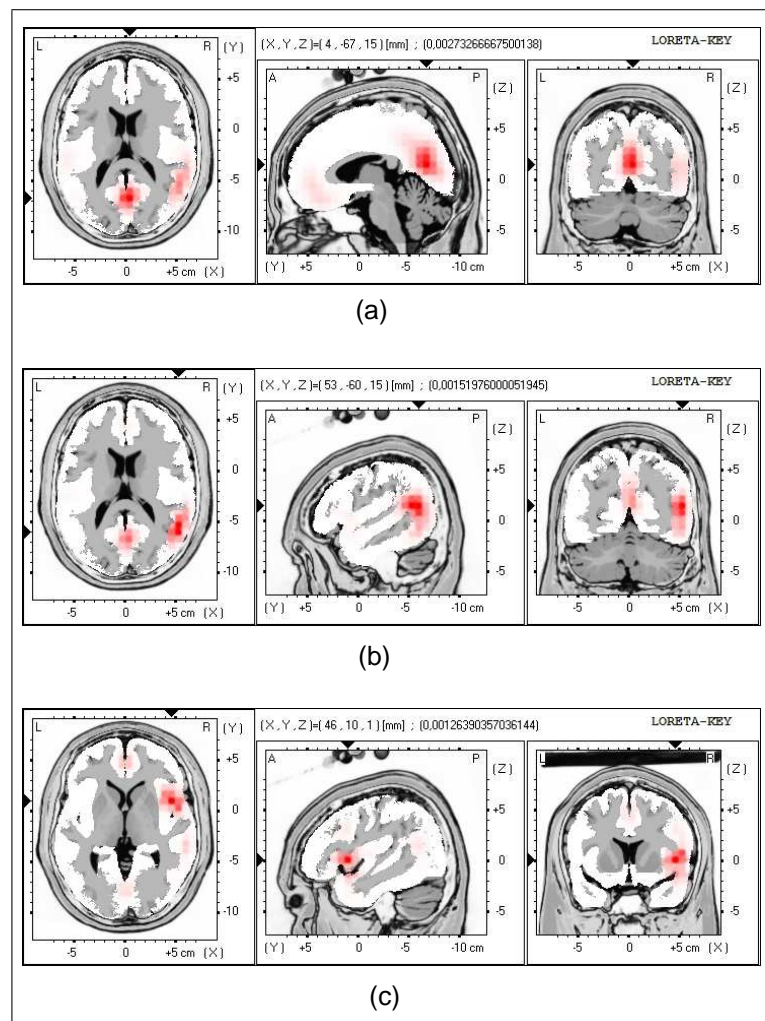 L R (Y) (X,Y,Z)=(4,-67,15)[mm] ; (0,00273266667500138) LORETA-KEY
A P (Z) L R (Z)
+5 +5 +5
0 0 0
-5
-10 -5 -5
-5 0 +5 cm (X) (Y) +5 0 -5 -10 cm -5 0 +5 cm (X)
(a)
L R (Y) (X,Y,Z)=(53,-60,15)[mm] ; (0,00151976000051945) LORETA-KEY
A P (Z) L R (Z)
+5 +5 +5
0 0 0
-5
-10 -5 -5
-5 0 +5 cm (X) (Y) +5 0 -5 -10 cm -5 0 +5 cm (X)
(b)
L R (Y) (X,Y,Z)=(46,10,1)[mm] ; (0,00126390357036144) LORETA-KEY
A P (Z) L R (Z)
+5 +5 +5
0 0 0
-5
-10 -5 -5
-5 0 +5 cm (X) (Y) +5 0 -5 -10 cm -5 0 +5 cm (X)
(c)